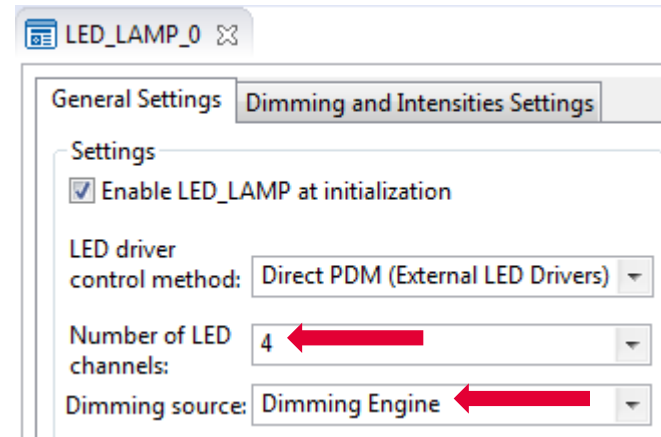 LED_LAMP_0
General Settings Dimming and Intensities Settings
Settings
Enable LED_LAMP at initialization
LED driver
control method: Direct PDM (External LED Drivers)
Number of LED
channels: 4
Dimming source: Dimming Engine